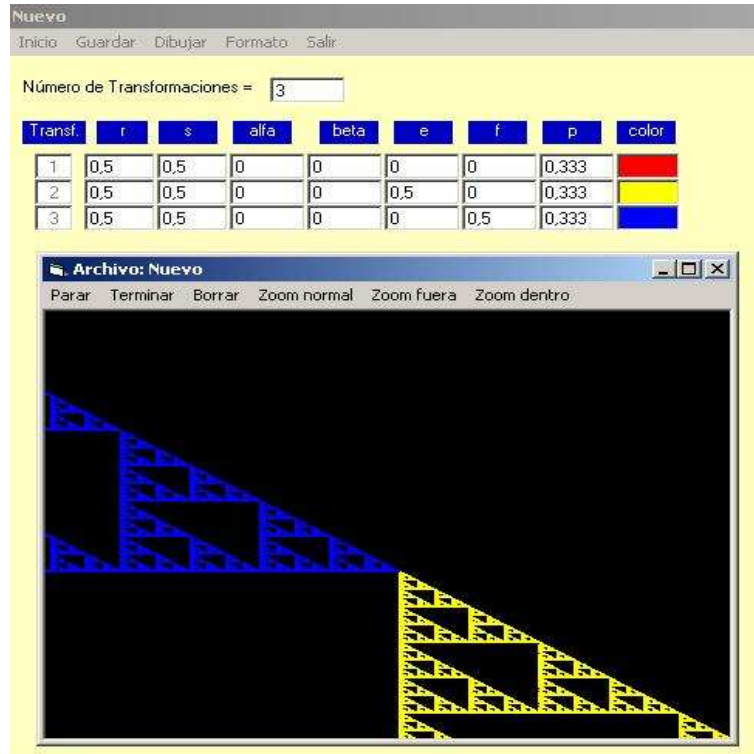 Nuevo
Inicio Guardar Dibujar Formato Salir
Número de Transformaciones = 3
Transf. r s alfa beta e f p color
1 0,5 0,5 0 0 0 0 0,333
2 0,5 0,5 0 0 0,5 0 0,333
3 0,5 0,5 0 0 0 0,5 0,333
Archivo: Nuevo
Parar Terminar Borrar Zoom normal Zoom fuera Zoom dentro